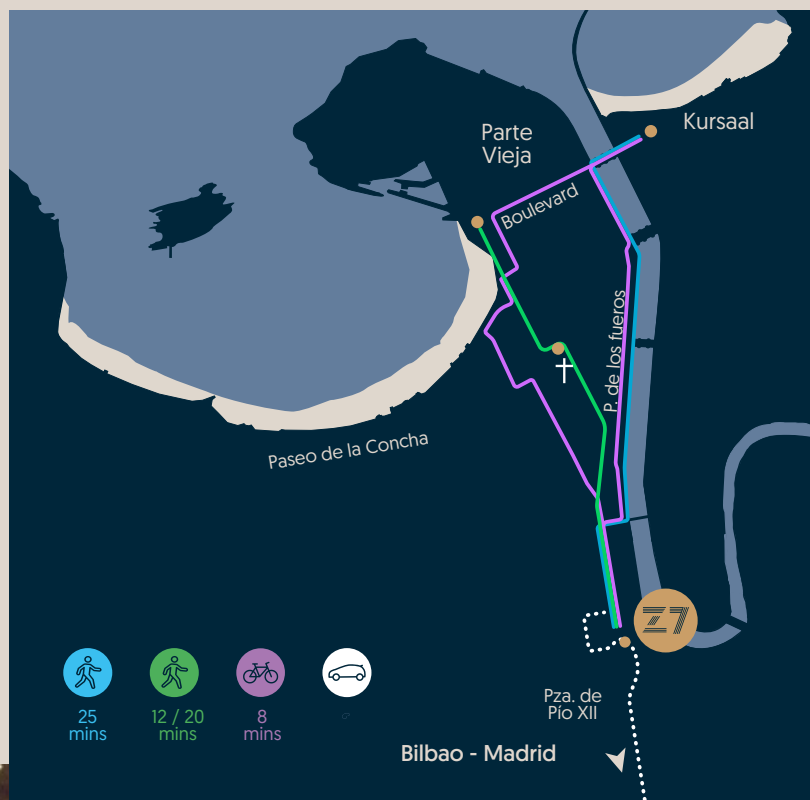 Kursaal
Parte
Vieja
Boulevard
P. de los fueros
Paseo de la Concha
Z7
25
mins
12 / 20
mins
8
mins
Pza. de
Pío XII
Bilbao - Madrid